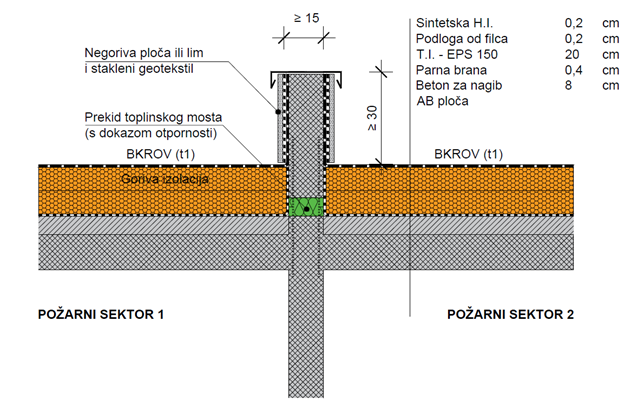 ≥ 15
Sintetska H.I. 0,2 cm
Podloga od filca 0,2 cm
T.I. - EPS 150 20 cm
Parna brana 0,4 cm
Beton za nagib 8 cm
AB ploča
Negoriva ploča ili lim
i stakleni geotekstil
≥ 30
Prekid toplinskog mosta
(s dokazom otpornosti)
BKROV (t1)
BKROV (t1)
Goriva izolacija
POŽARNI SEKTOR 1
POŽARNI SEKTOR 2